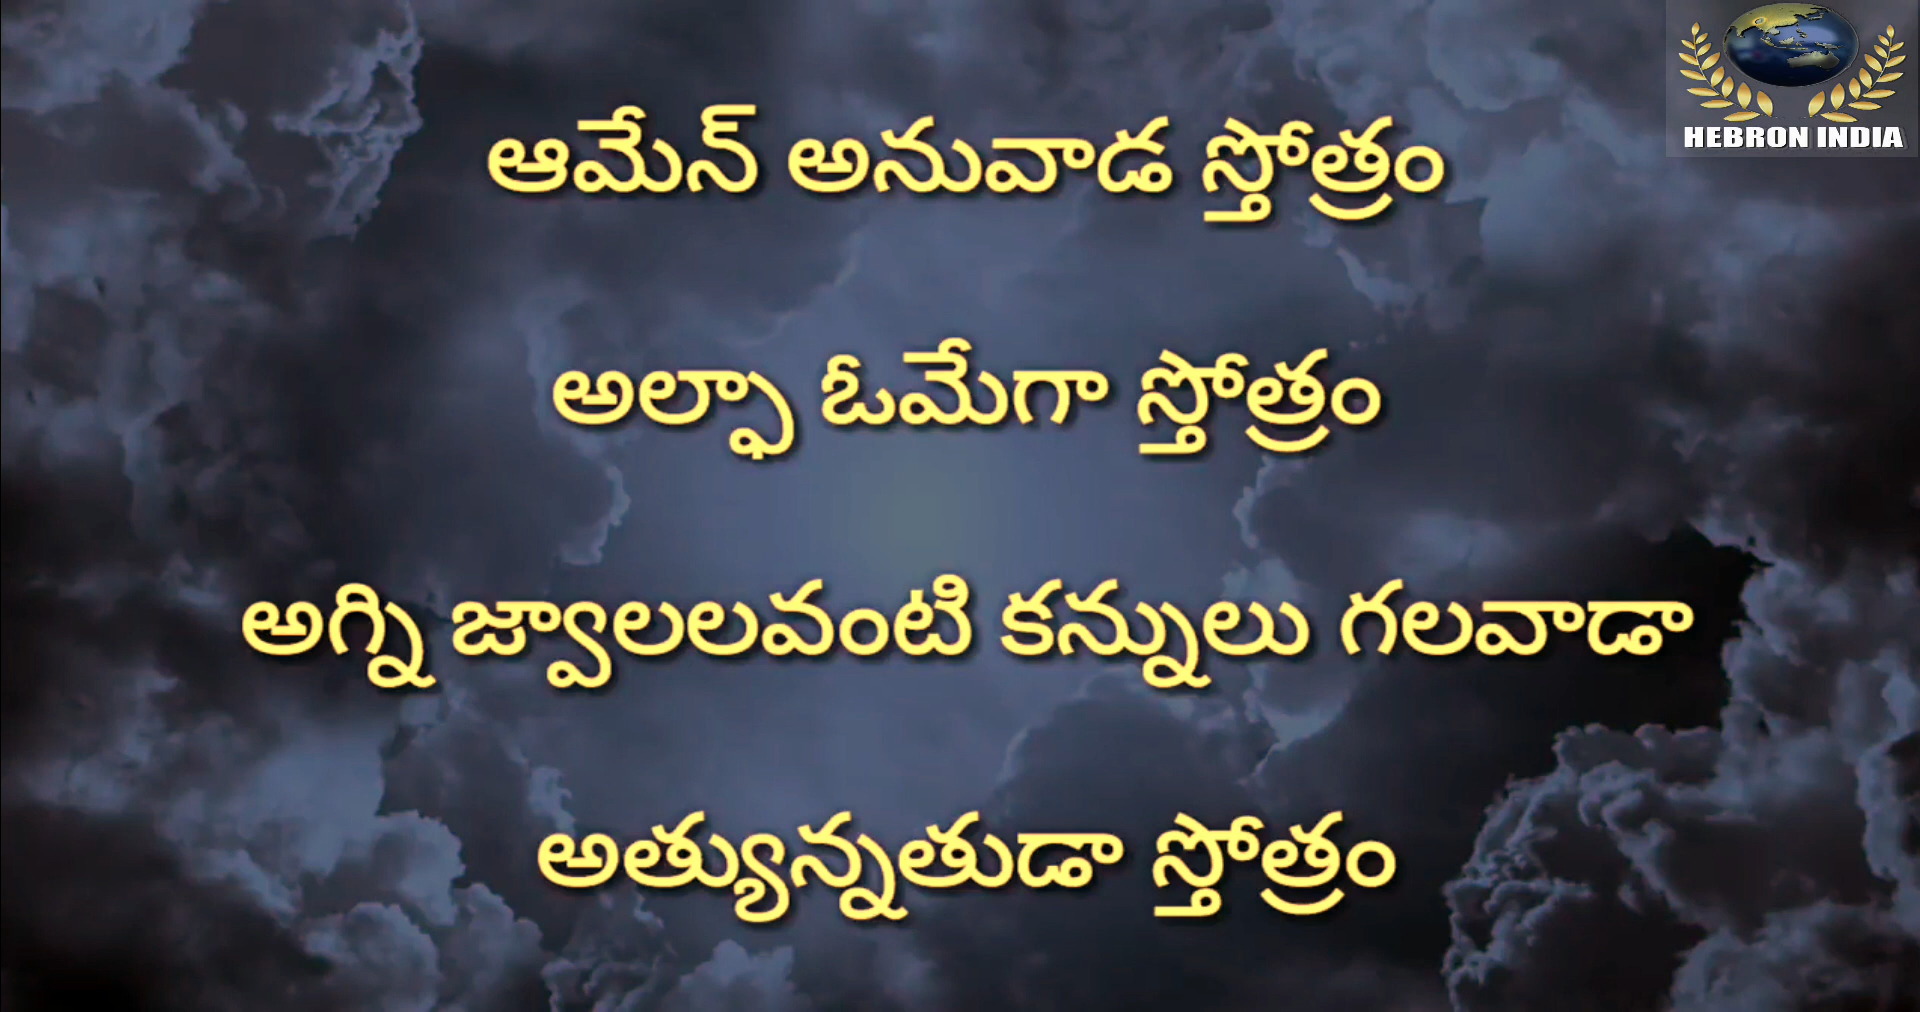 HEBRON INDIA
ఆమేన్ అనువాడ స్తోత్రం
అల్ఫా ఓమేగా స్తోత్రం
అగ్ని జ్వాలలవంటి కన్నులు గలవాడా
అత్యున్నతుడా స్తోత్రం